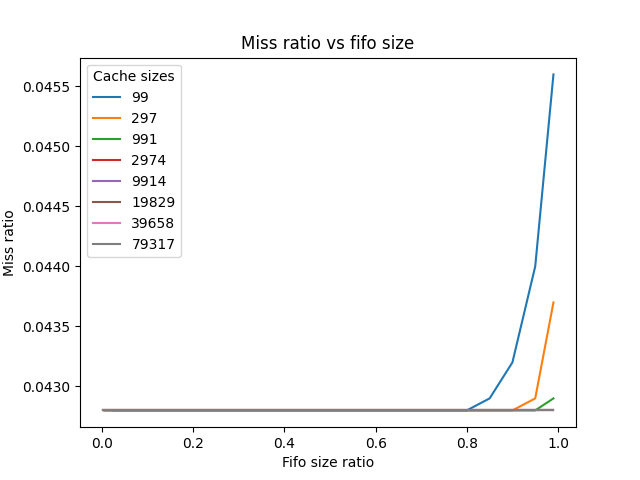 Miss ratio vs fifo size
Cache sizes
99
297
991
2974
9914
19829
39658
79317
0.0455
0.0450
0.0445
0.0440
0.0435
0.0430
Miss ratio
0.0 0.2 0.4 0.6 0.8 1.0
Fifo size ratio